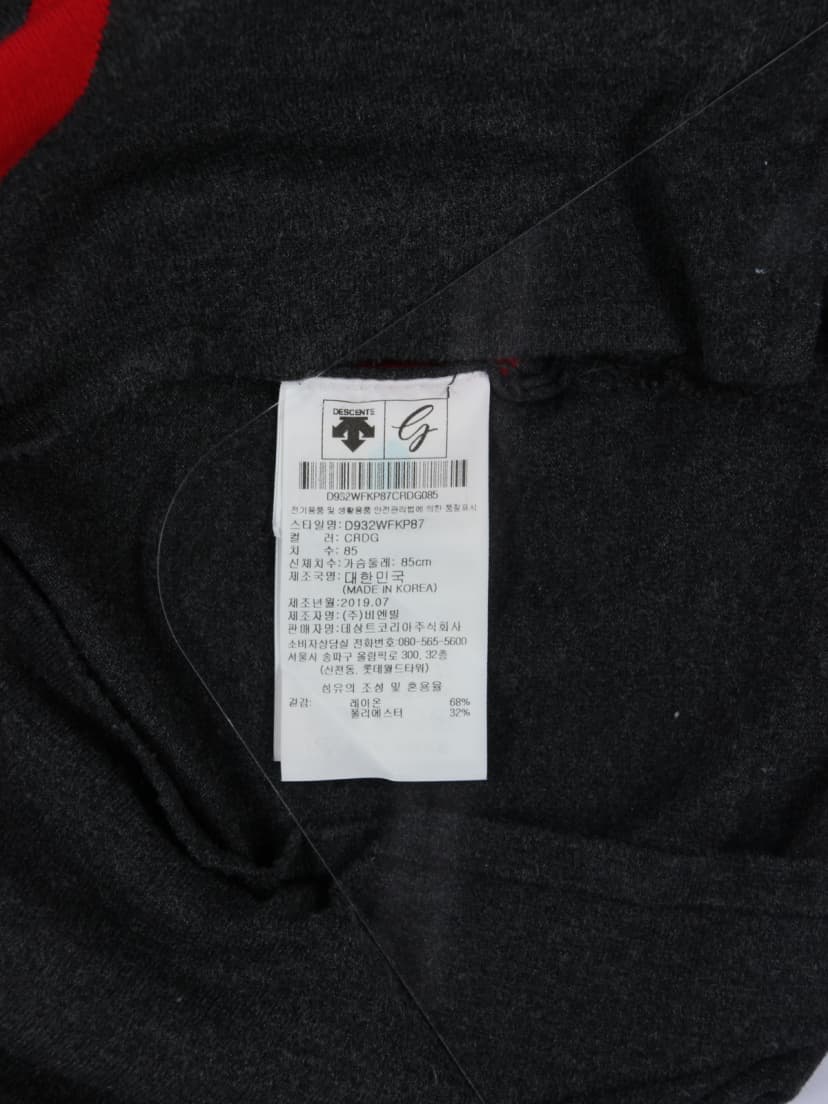 DESCENTE
G
D932WFKP87CRDG085
전기용품 및 생활용품 안전관리법에 의한 품질표시
스타일명: D932WFKP87
컬 러: CRDG
치 수: 85
신체치수: 가슴둘레: 85cm
제조국명: 대한민국
(MADE IN KOREA)
제조년월: 2019.07
제조자명: (주)비엔밀
판매자명: 데상트코리아주식회사
소비자상담실 전화번호: 080-565-5600
서울시 송파구 올림픽로 300, 32층
(신천동, 롯데월드타워)
섬유의 조성 및 혼용율
겉감: 레이온 68%
폴리에스터 32%